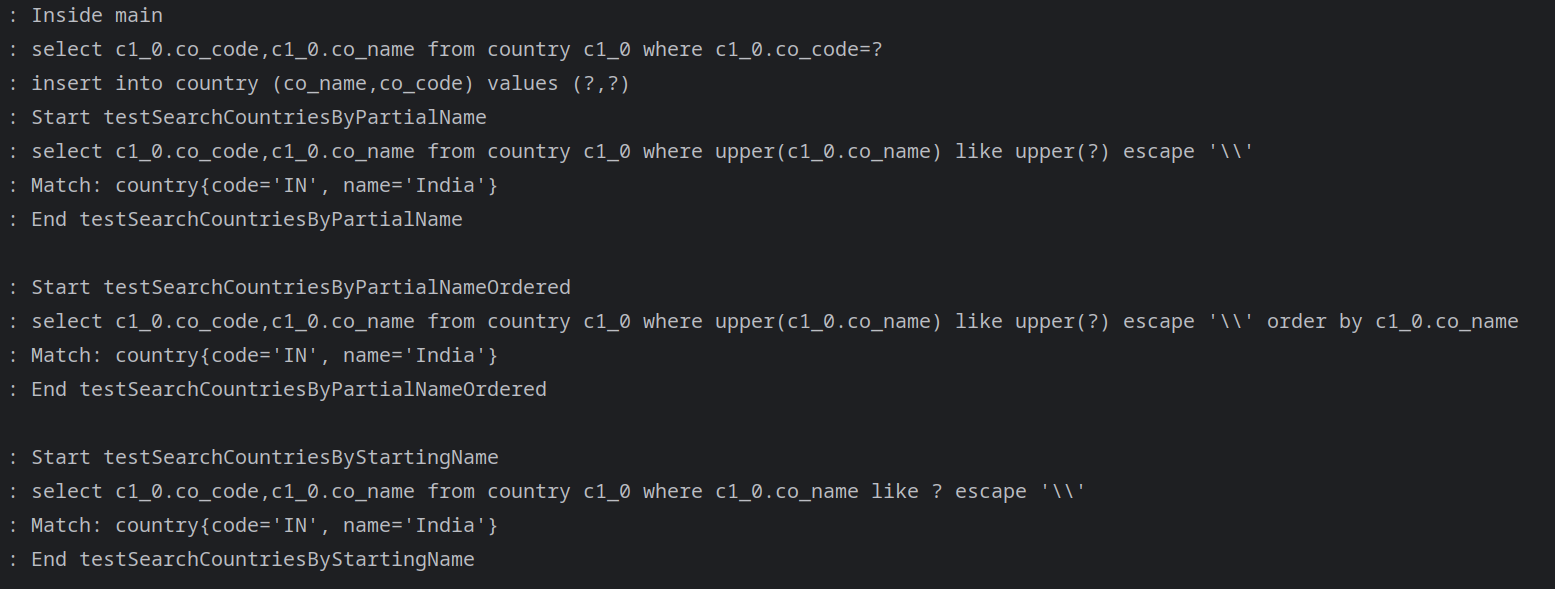 : Inside main
: select c1_0.co_code,c1_0.co_name from country c1_0 where c1_0.co_code=?
: insert into country (co_name,co_code) values (?,?)
: Start testSearchCountriesByPartialName
: select c1_0.co_code,c1_0.co_name from country c1_0 where upper(c1_0.co_name) like upper(?) escape '\\'
: Match: country{code='IN', name='India'}
: End testSearchCountriesByPartialName
: Start testSearchCountriesByPartialNameOrdered
: select c1_0.co_code,c1_0.co_name from country c1_0 where upper(c1_0.co_name) like upper(?) escape '\\' order by c1_0.co_name
: Match: country{code='IN', name='India'}
: End testSearchCountriesByPartialNameOrdered
: Start testSearchCountriesByStartingName
: select c1_0.co_code,c1_0.co_name from country c1_0 where c1_0.co_name like ? escape '\\'
: Match: country{code='IN', name='India'}
: End testSearchCountriesByStartingName